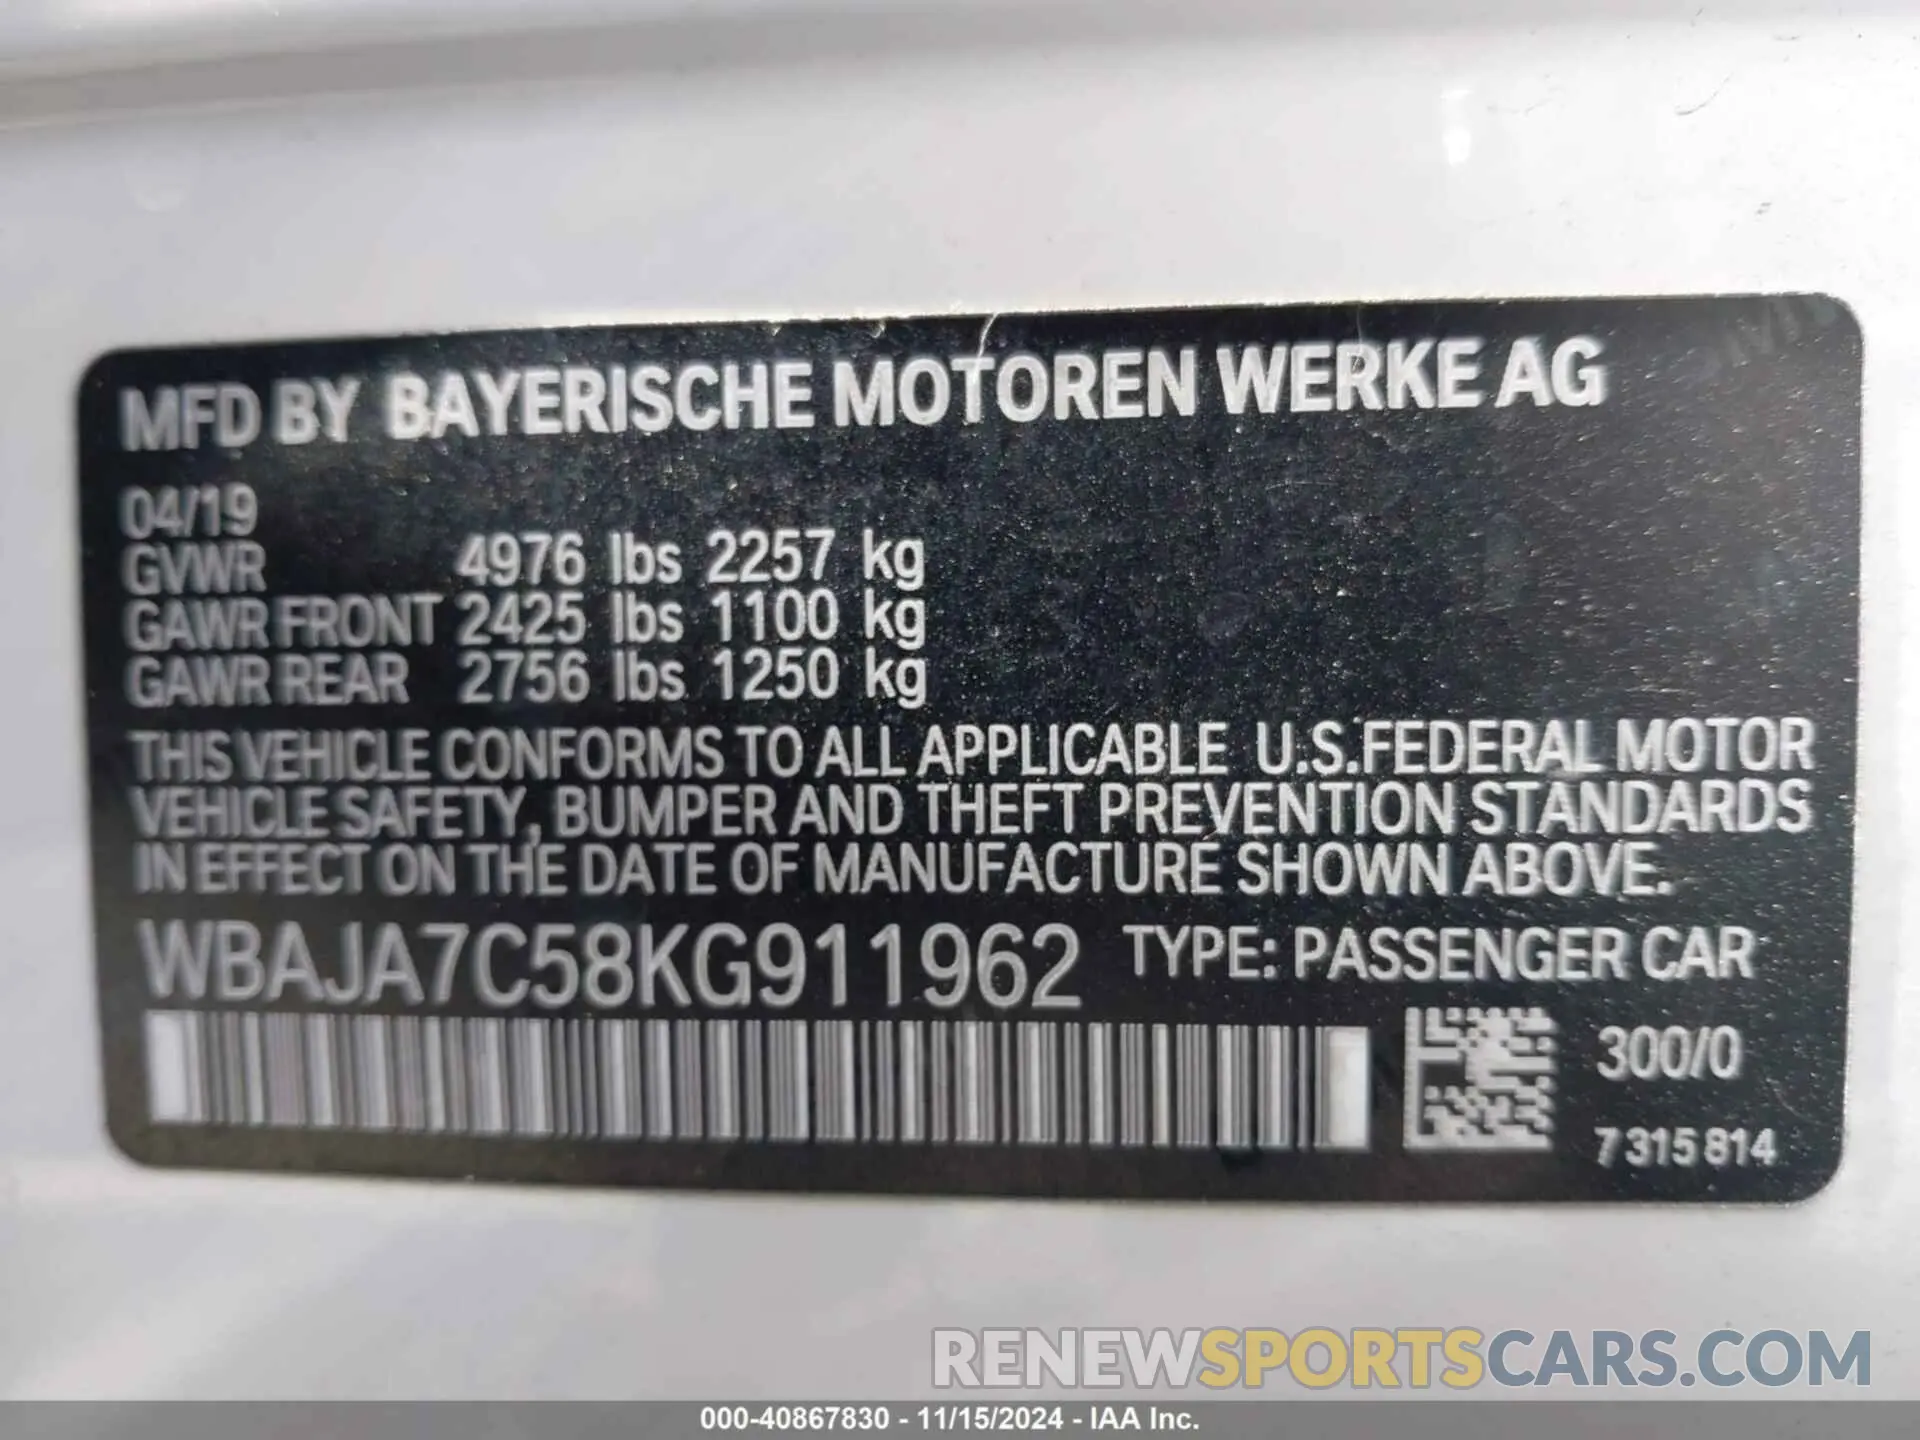 MFD BY BAYERISCHE MOTOREN WERKE AG
04/19
GVWR 4976 lbs 2257 kg
GAWR FRONT 2425 lbs 1100 kg
GAWR REAR 2756 lbs 1250 kg
THIS VEHICLE CONFORMS TO ALL APPLICABLE U.S.FEDERAL MOTOR
VEHICLE SAFETY, BUMPER AND THEFT PREVENTION STANDARDS
IN EFFECT ON THE DATE OF MANUFACTURE SHOWN ABOVE.
WBAJA7C58KG911962 TYPE: PASSENGER CAR
300/0
7 315 814
RENEWSPORTSCARS.COM
000-40867830 - 11/15/2024 - IAA Inc.